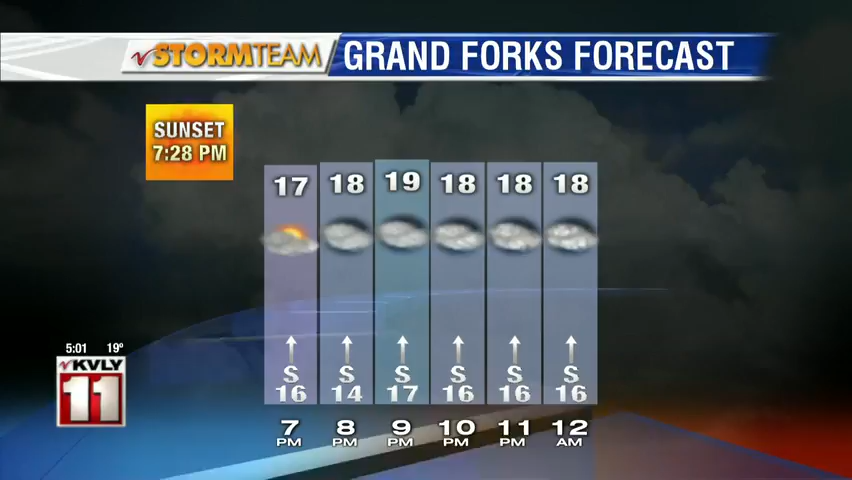 STORMTEAM
GRAND FORKS FORECAST
SUNSET
7:28 PM
17 18 19 18 18 18
S S S S S S
16 14 17 16 16 16
7 8 9 10 11 12
PM PM PM PM PM AM
5:01 19º
KVLY
11